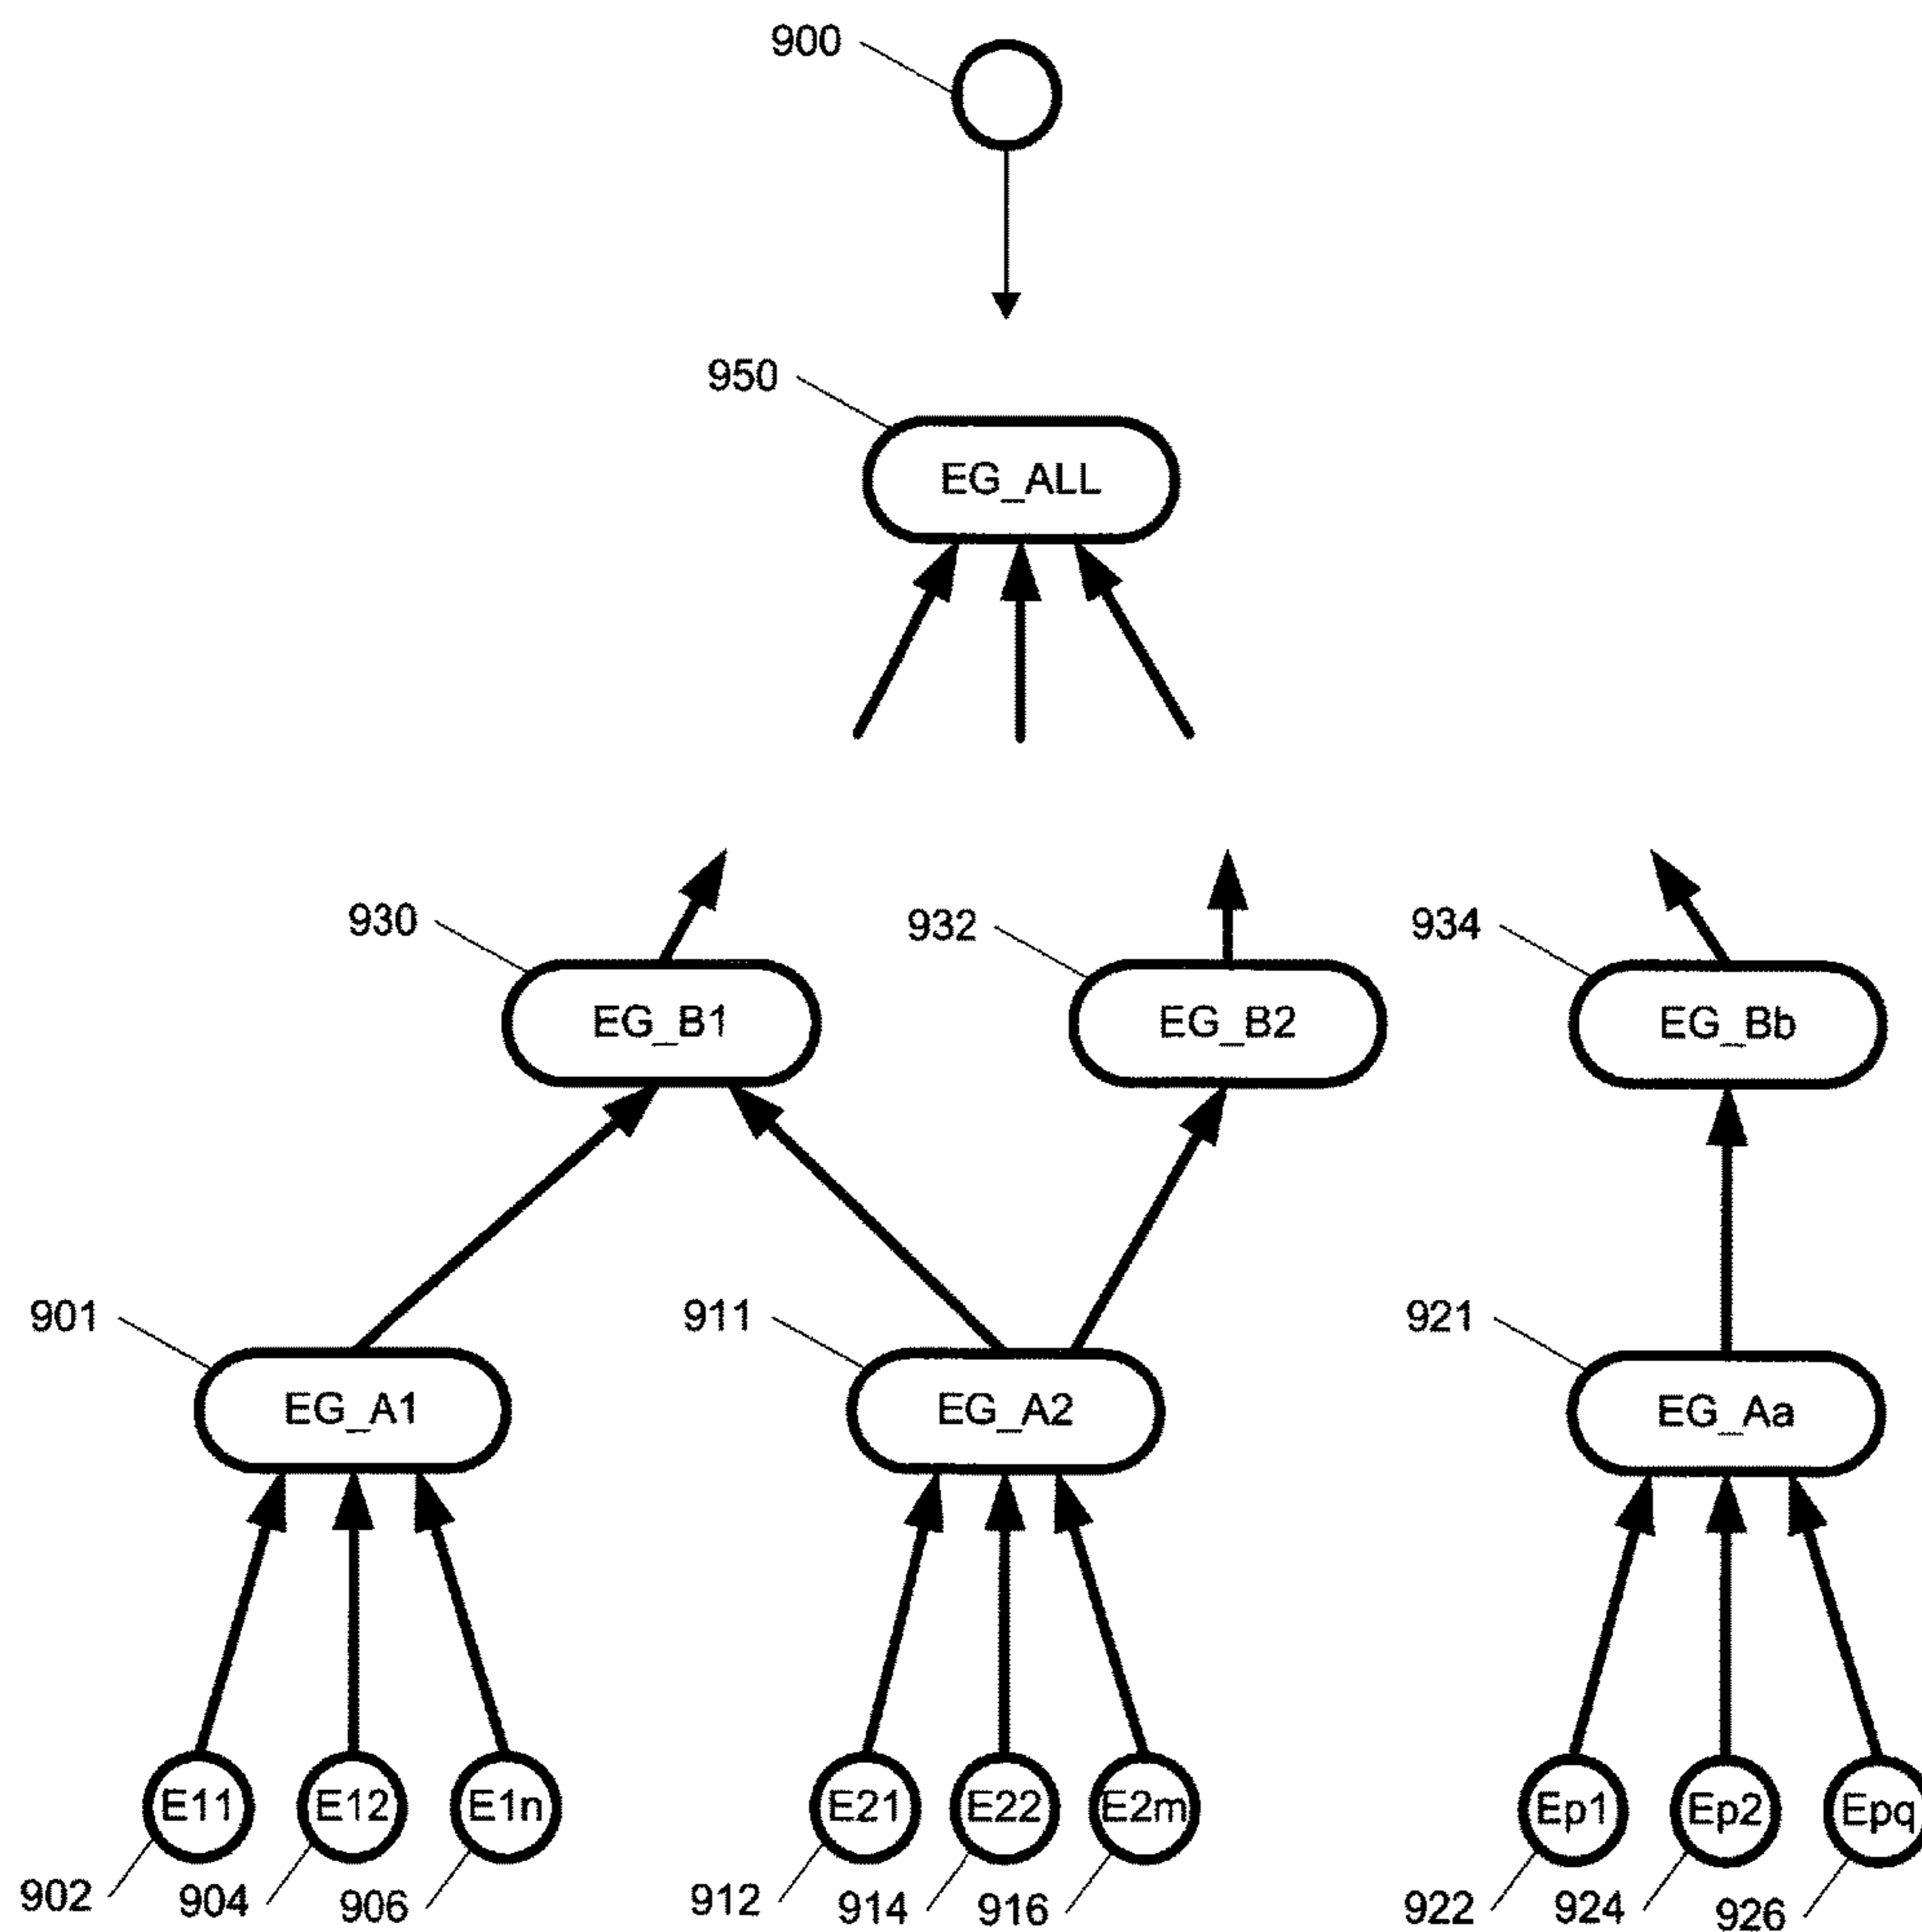 900
950
EG_ALL
930
932
934
EG_B1
EG_B2
EG_Bb
901
911
921
EG_A1
EG_A2
EG_Aa
E11
E12
E1n
E21
E22
E2m
Ep1
Ep2
Epq
902
904
906
912
914
916
922
924
926